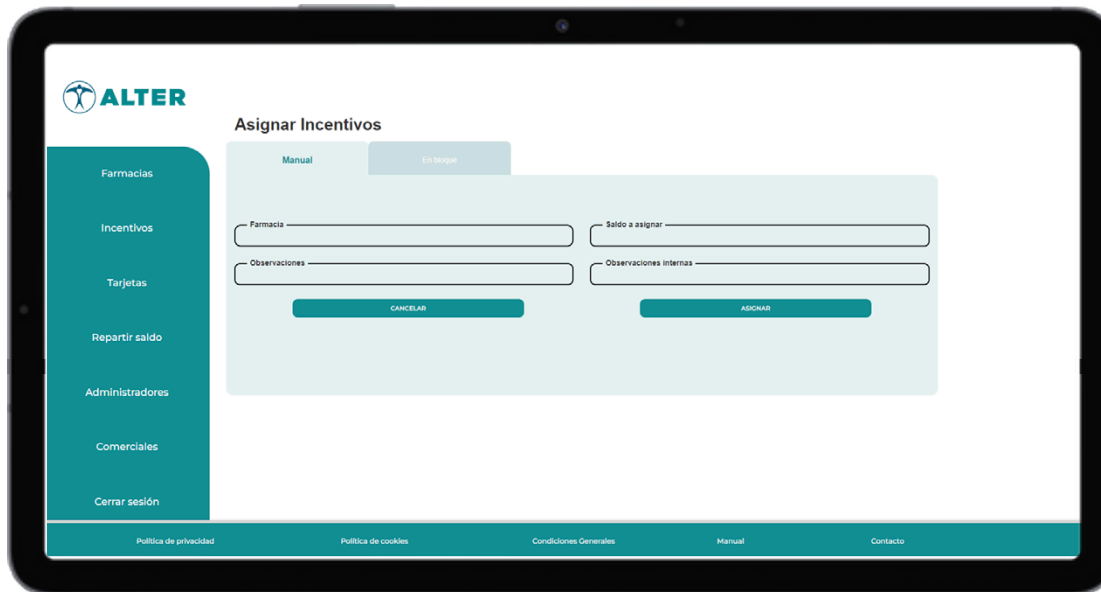 ALTER
Asignar Incentivos
Manual
En bloque
Farmacias
Incentivos
Tarjetas
Repartir saldo
Administradores
Comerciales
Cerrar sesión
Farmacia
Saldo a asignar
Observaciones
Observaciones internas
CANCELAR
ASIGNAR
Política de privacidad
Política de cookies
Condiciones Generales
Manual
Contacto